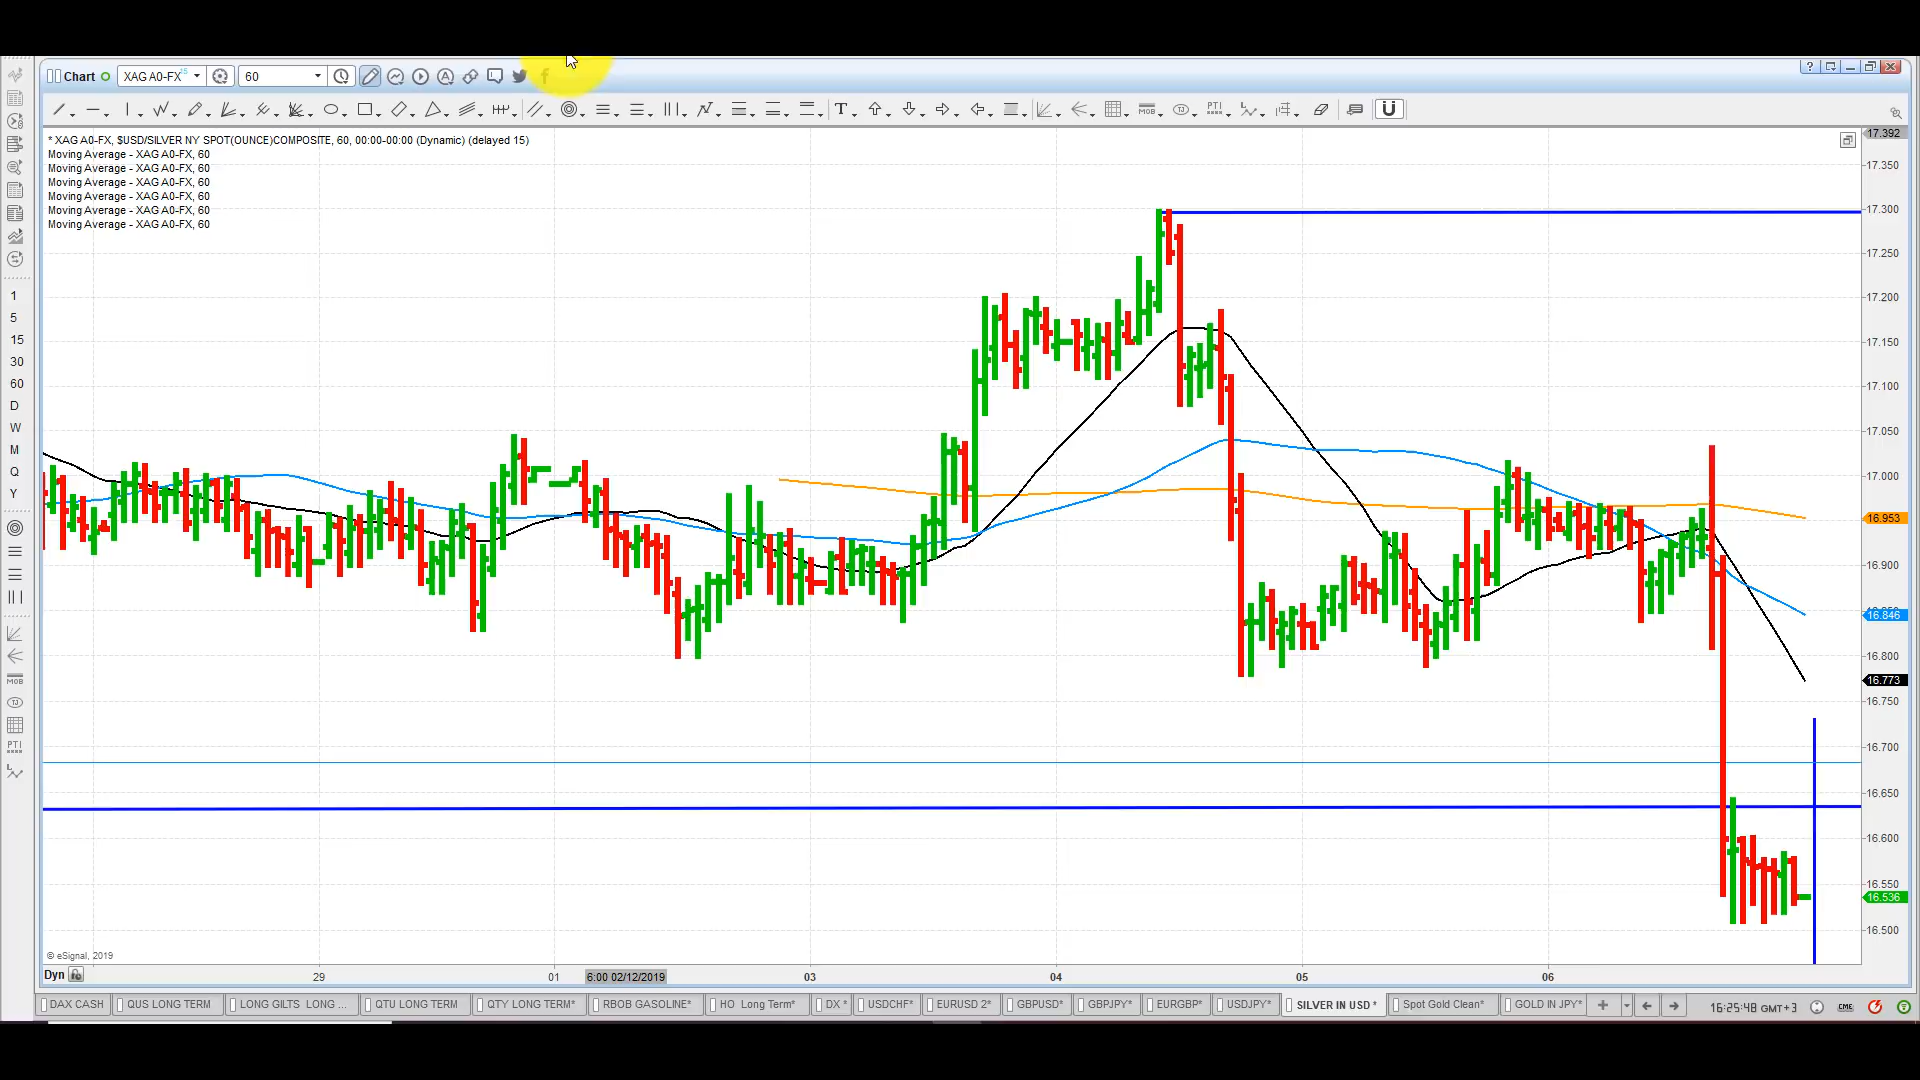 Chart XAG A0-FX 15 60
* XAG A0-FX, $USD/SILVER NY SPOT(OUNCE)COMPOSITE, 60, 00:00-00:00 (Dynamic) (delayed 15)
Moving Average - XAG A0-FX, 60
Moving Average - XAG A0-FX, 60
Moving Average - XAG A0-FX, 60
Moving Average - XAG A0-FX, 60
Moving Average - XAG A0-FX, 60
Moving Average - XAG A0-FX, 60
MOB TJ PTI T
1
5
15
30
60
D
W
M
Q
Y
MOB
TJ
PTI
17.392
17.350
17.300
17.250
17.200
17.150
17.100
17.050
17.000
16.953
16.900
16.846
16.800
16.773
16.750
16.700
16.650
16.600
16.550
16.536
16.500
© eSignal, 2019
Dyn 29 01 6:00 02/12/2019 03 04 05 06
DAX CASH QUS LONG TERM LONG GILTS LONG ... QTU LONG TERM QTY LONG TERM* RBOB GASOLINE* HO Long Term* DX * USDCHF* EURUSD 2* GBPUSD* GBPJPY* EURGBP* USDJPY* SILVER IN USD * Spot Gold Clean* GOLD IN JPY* 16:25:48 GMT+3 CME